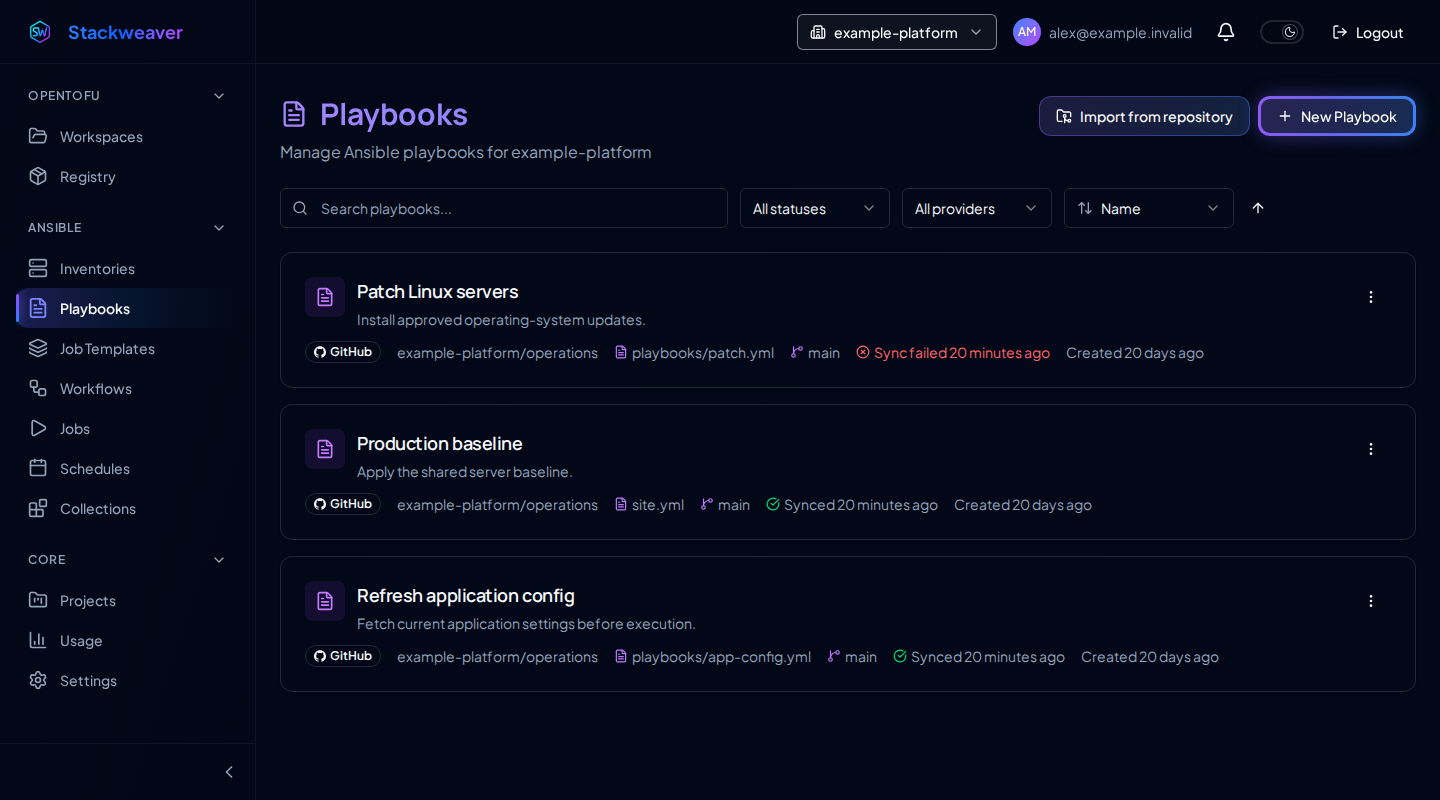 SW Stackweaver
example-platform
AM alex@example.invalid
Logout
OPENTOFU
Workspaces
Registry
ANSIBLE
Inventories
Playbooks
Job Templates
Workflows
Jobs
Schedules
Collections
CORE
Projects
Usage
Settings
Playbooks
Manage Ansible playbooks for example-platform
Import from repository
New Playbook
Search playbooks...
All statuses
All providers
Name
Patch Linux servers
Install approved operating-system updates.
GitHub example-platform/operations playbooks/patch.yml main Sync failed 20 minutes ago Created 20 days ago
Production baseline
Apply the shared server baseline.
GitHub example-platform/operations site.yml main Synced 20 minutes ago Created 20 days ago
Refresh application config
Fetch current application settings before execution.
GitHub example-platform/operations playbooks/app-config.yml main Synced 20 minutes ago Created 20 days ago